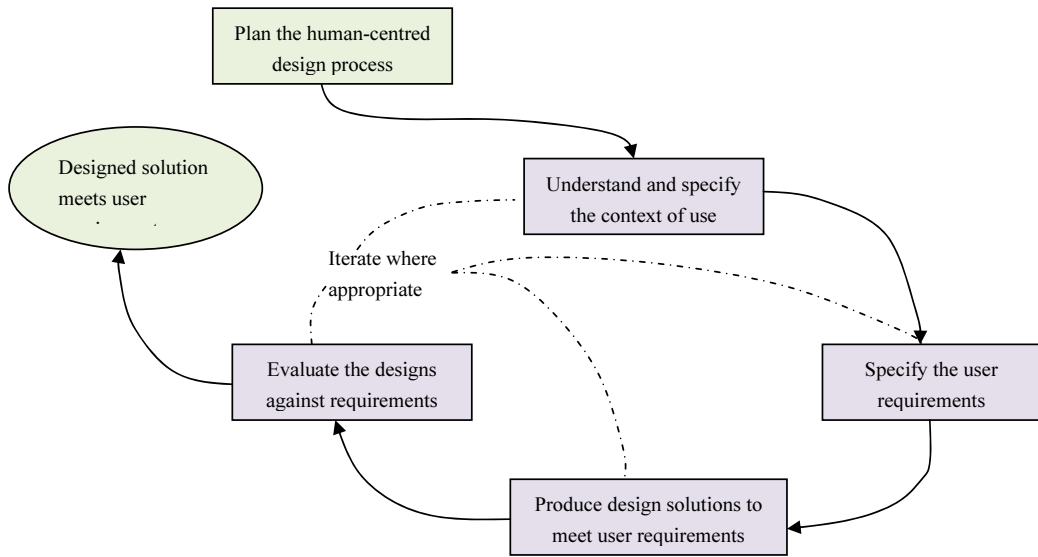 Plan the human-centred
design process
Designed solution
meets user
Understand and specify
the context of use
Iterate where
appropriate
Evaluate the designs
against requirements
Specify the user
requirements
Produce design solutions to
meet user requirements